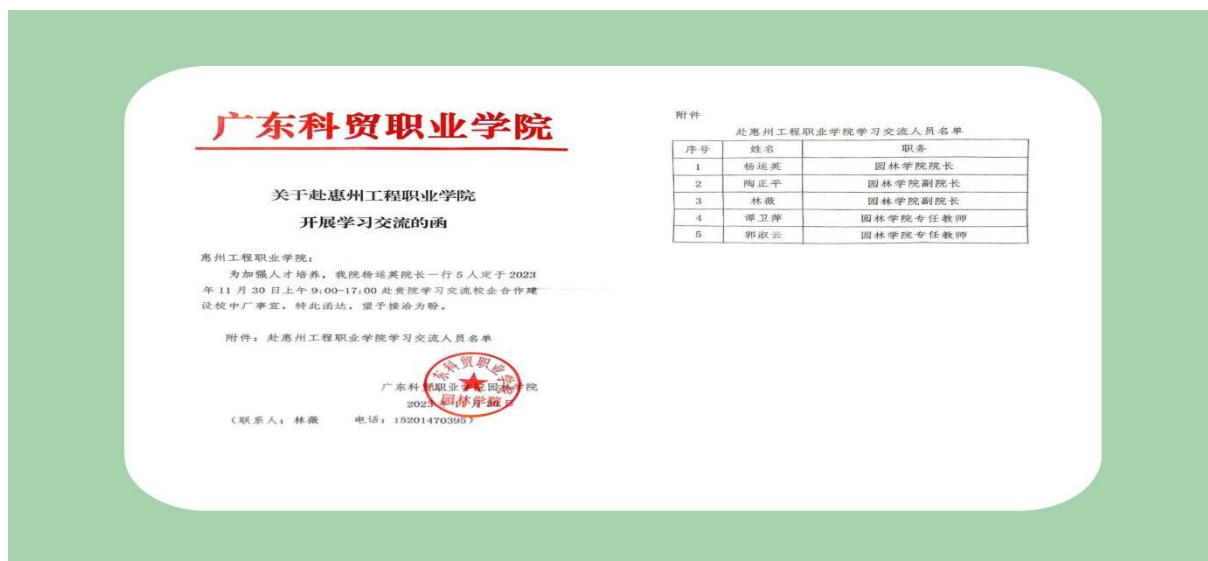 广东科贸职业学院
关于赴惠州工程职业学院
开展学习交流的函
惠州工程职业学院：
为加强人才培养，我院杨运英院长一行5人定于2023
年11月30日上午9:00-17:00赴贵院学习交流校企合作建
设校中厂事宜，特此函达，望予接洽为盼。
附件：赴惠州工程职业学院学习交流人员名单
广东科贸职业学院园林学院
2023年11月30日
（联系人：林薇 电话：15201470395）
附件
赴惠州工程职业学院学习交流人员名单
序号 姓名 职务
1 杨运英 园林学院院长
2 陶正平 园林学院副院长
3 林薇 园林学院副院长
4 谭卫萍 园林学院专任教师
5 郭淑云 园林学院专任教师